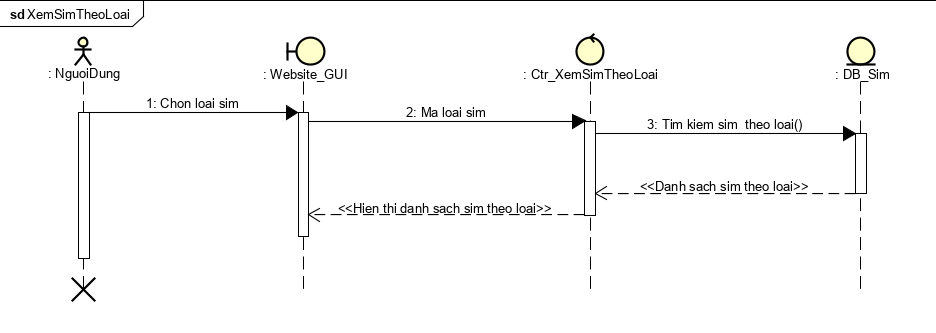 sd XemSimTheoLoai
: NguoiDung
: Website_GUI
: Ctr_XemSimTheoLoai
: DB_Sim
1: Chon loai sim
2: Ma loai sim
3: Tim kiem sim theo loai()
<<Danh sach sim theo loai>>
<<Hien thi danh sach sim theo loai>>